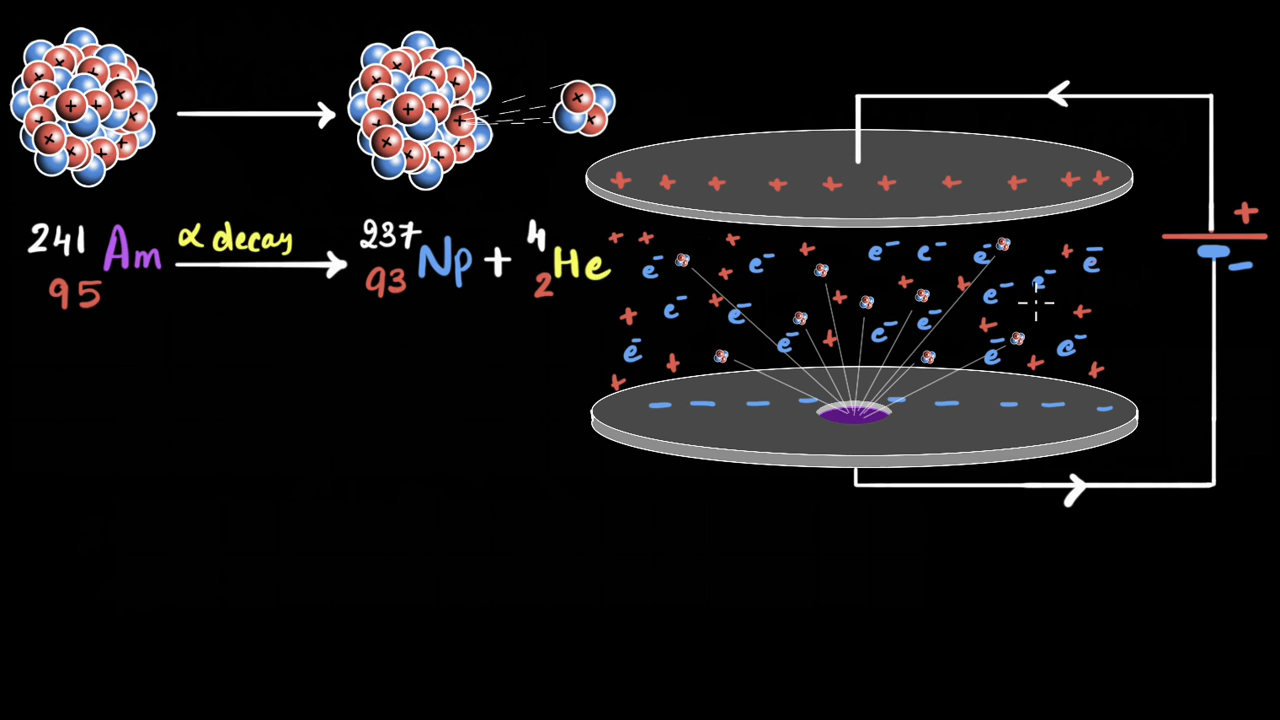 241 Am 95 α decay 237 Np 93 + 4 He 2
+ + + + + + + + + +
+
-
+ + + + e⁻ e⁻ e⁻ + e⁻
e⁻ e⁻ + + e⁻
e⁻ + e⁻ + + e⁻ + e⁻ + +
e⁻ + e⁻ + e⁻ e⁻ + e⁻
+ + +
- - - - - - - -